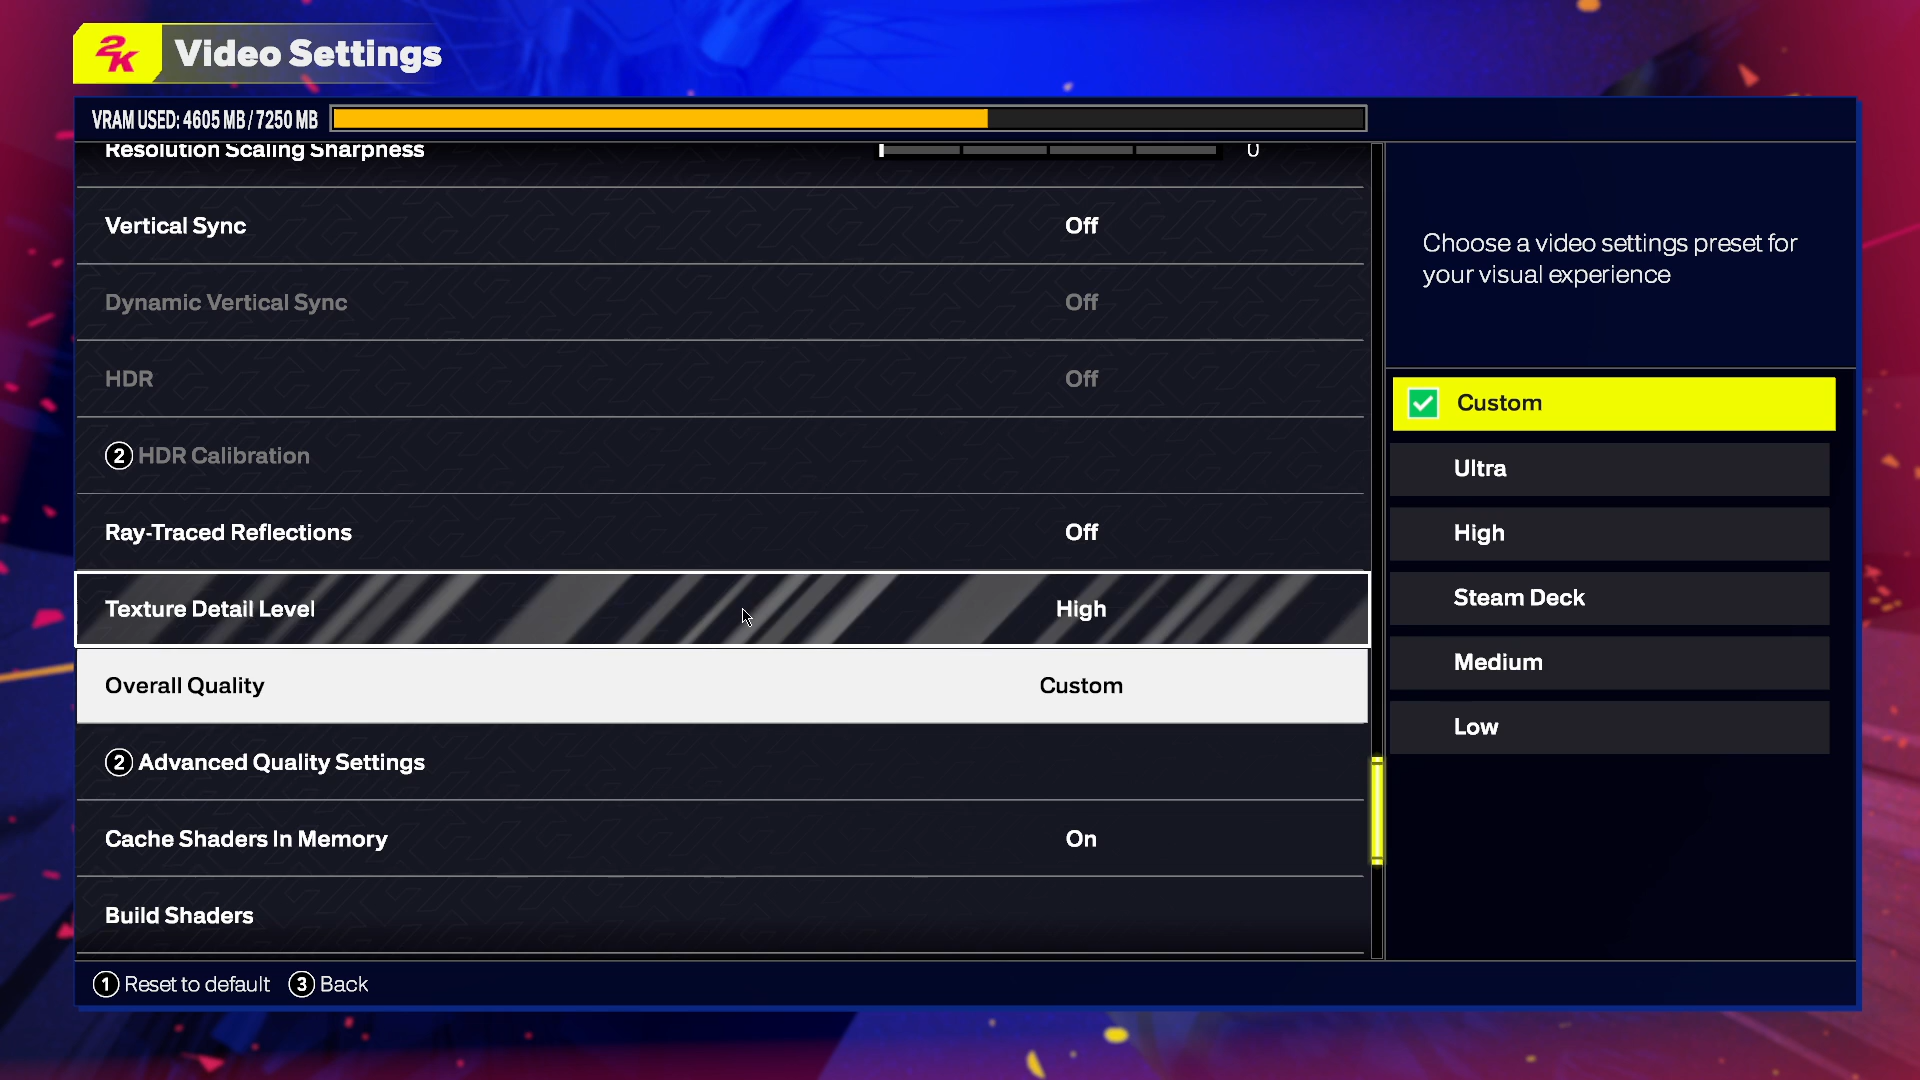 2K
Video Settings
VRAM USED: 4605 MB / 7250 MB
Resolution Scaling Sharpness 0
Vertical Sync Off
Dynamic Vertical Sync Off
HDR Off
2 HDR Calibration
Ray-Traced Reflections Off
Texture Detail Level High
Overall Quality Custom
2 Advanced Quality Settings
Cache Shaders In Memory On
Build Shaders
Choose a video settings preset for
your visual experience
Custom
Ultra
High
Steam Deck
Medium
Low
1 Reset to default 3 Back